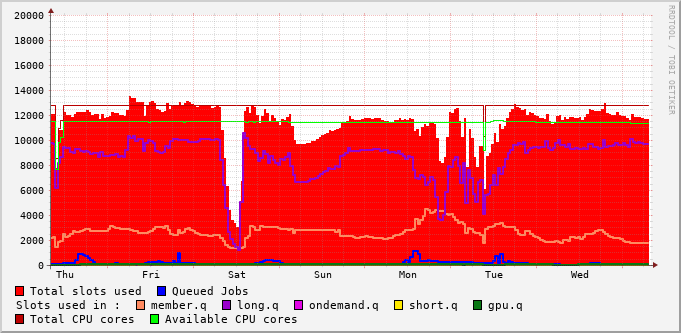 20000
18000
16000
14000
12000
10000
8000
6000
4000
2000
0
Thu Fri Sat Sun Mon Tue Wed
RRDTOOL / TOBI OETIKER
Total slots used Queued Jobs
Slots used in : member.q long.q ondemand.q short.q gpu.q
Total CPU cores Available CPU cores